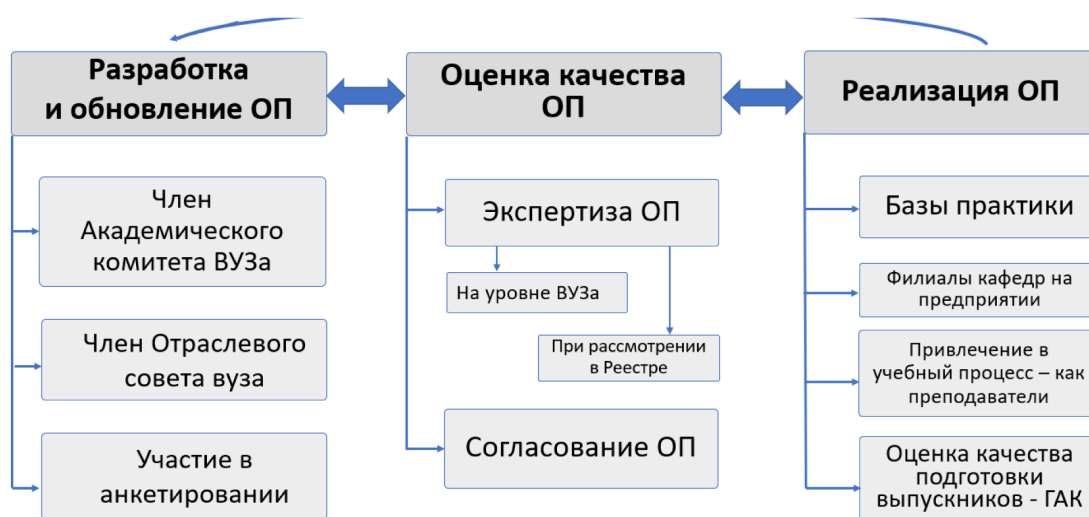 Разработка
и обновление ОП
Член
Академического
комитета ВУЗа
Член Отраслевого
совета вуза
Участие в
анкетировании
Оценка качества
ОП
Экспертиза ОП
На уровне ВУЗа
При рассмотрении
в Реестре
Согласование ОП
Реализация ОП
Базы практики
Филиалы кафедр на
предприятии
Привлечение в
учебный процесс – как
преподаватели
Оценка качества
подготовки
выпускников - ГАК